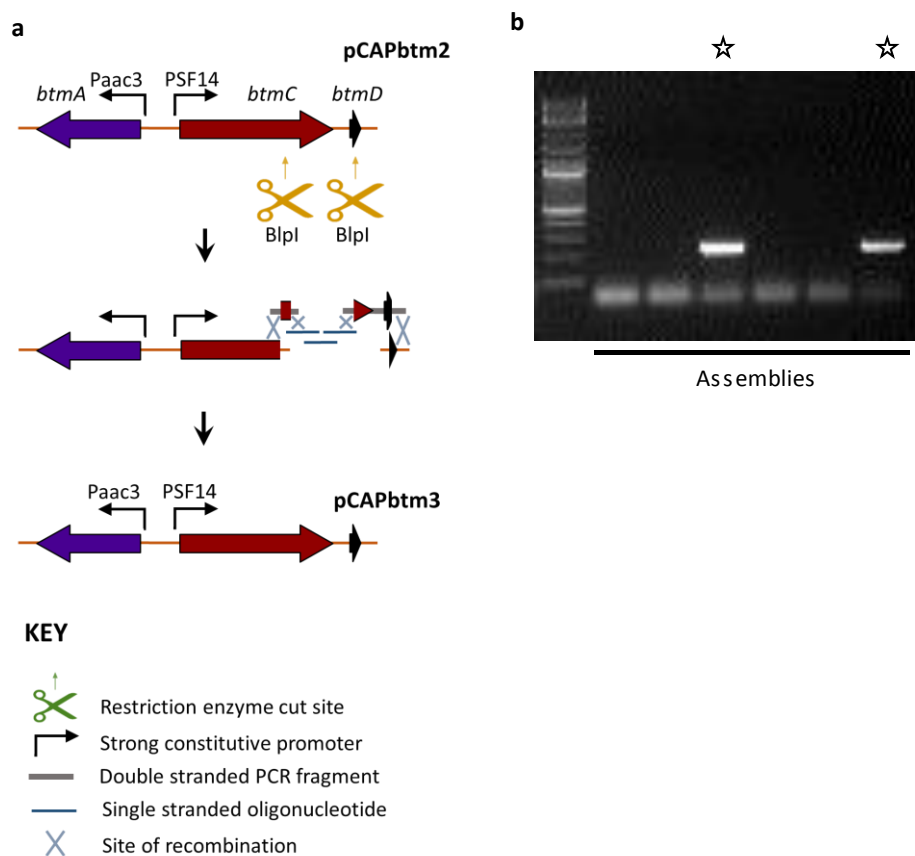 a
pCAPbtm2
Paac3 PSF14
btmA btmC btmD
BlpI BlpI
Paac3 PSF14
pCAPbtm3
KEY
Restriction enzyme cut site
Strong constitutive promoter
Double stranded PCR fragment
Single stranded oligonucleotide
Site of recombination
b
Assemblies